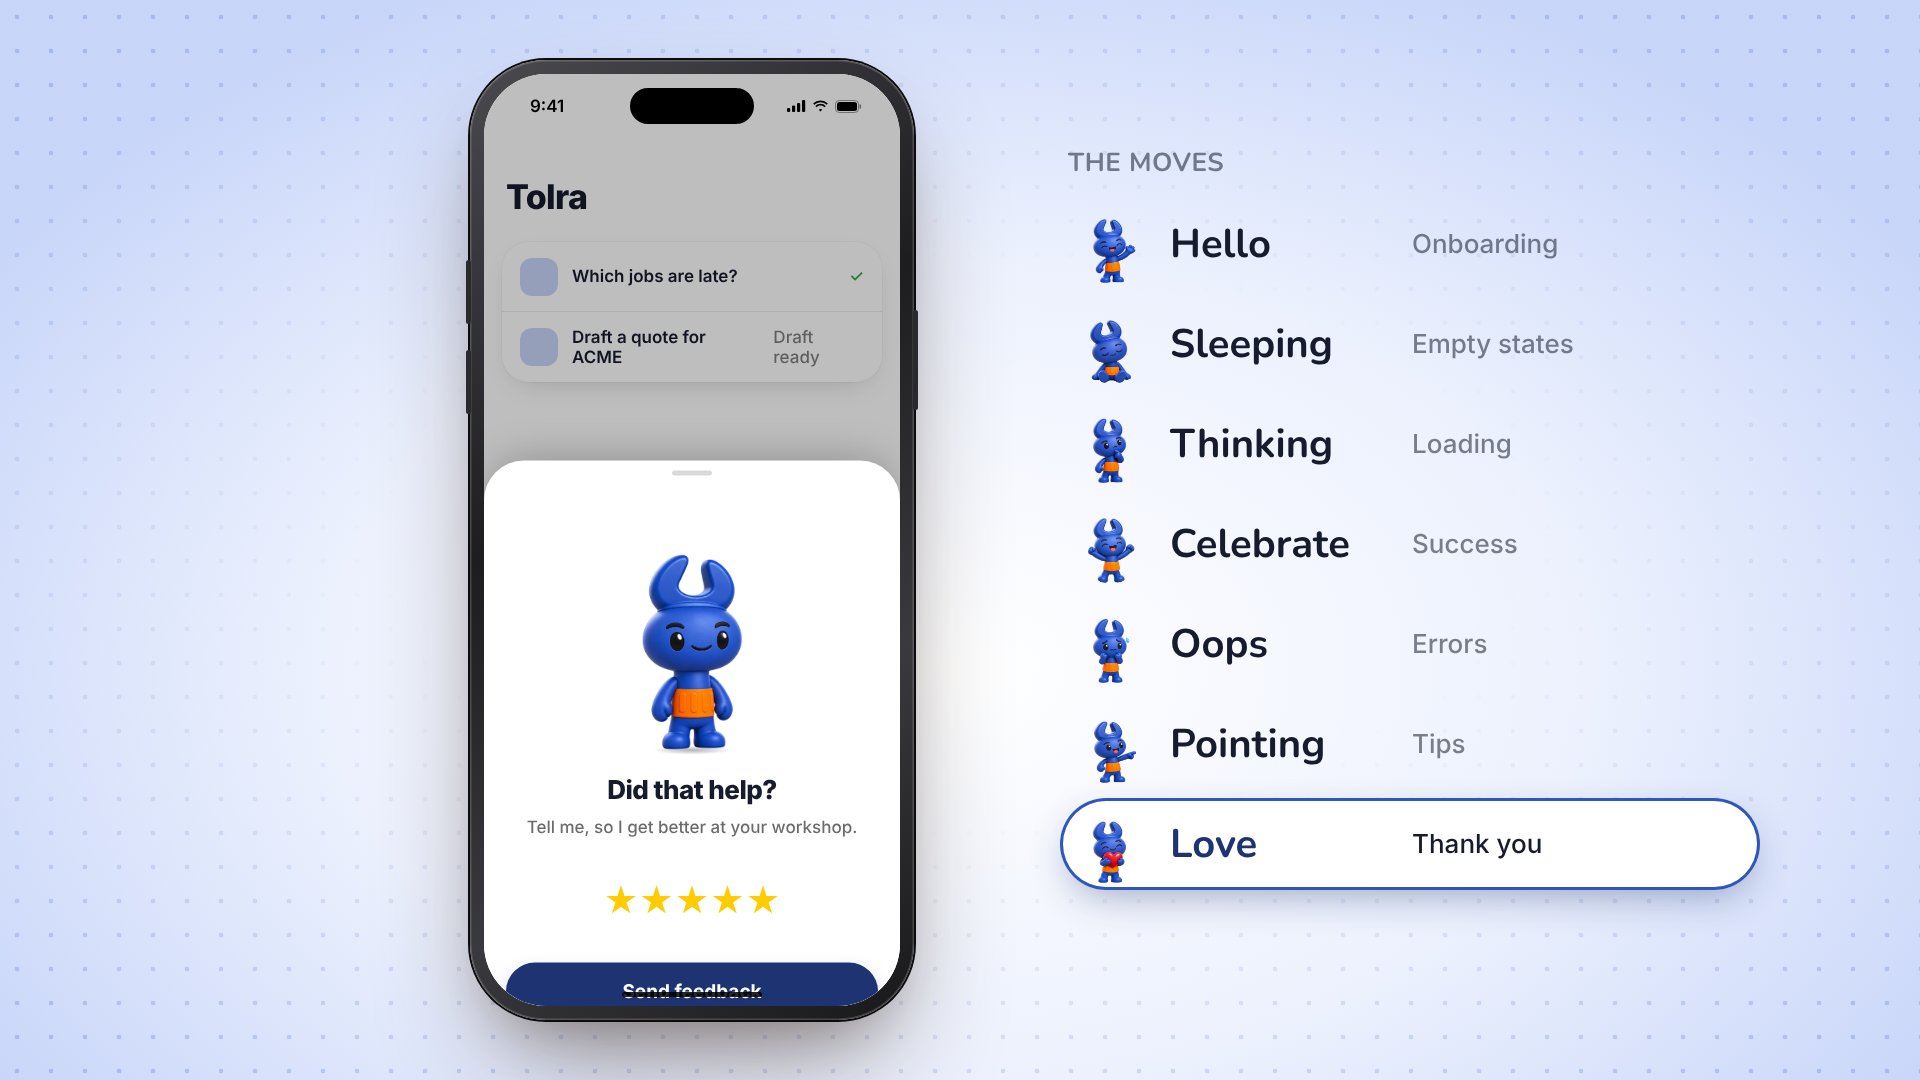 9:41
Tolra
Which jobs are late?
Draft a quote for
ACME
Draft
ready
Did that help?
Tell me, so I get better at your workshop.
Send feedback
THE MOVES
Hello
Onboarding
Sleeping
Empty states
Thinking
Loading
Celebrate
Success
Oops
Errors
Pointing
Tips
Love
Thank you